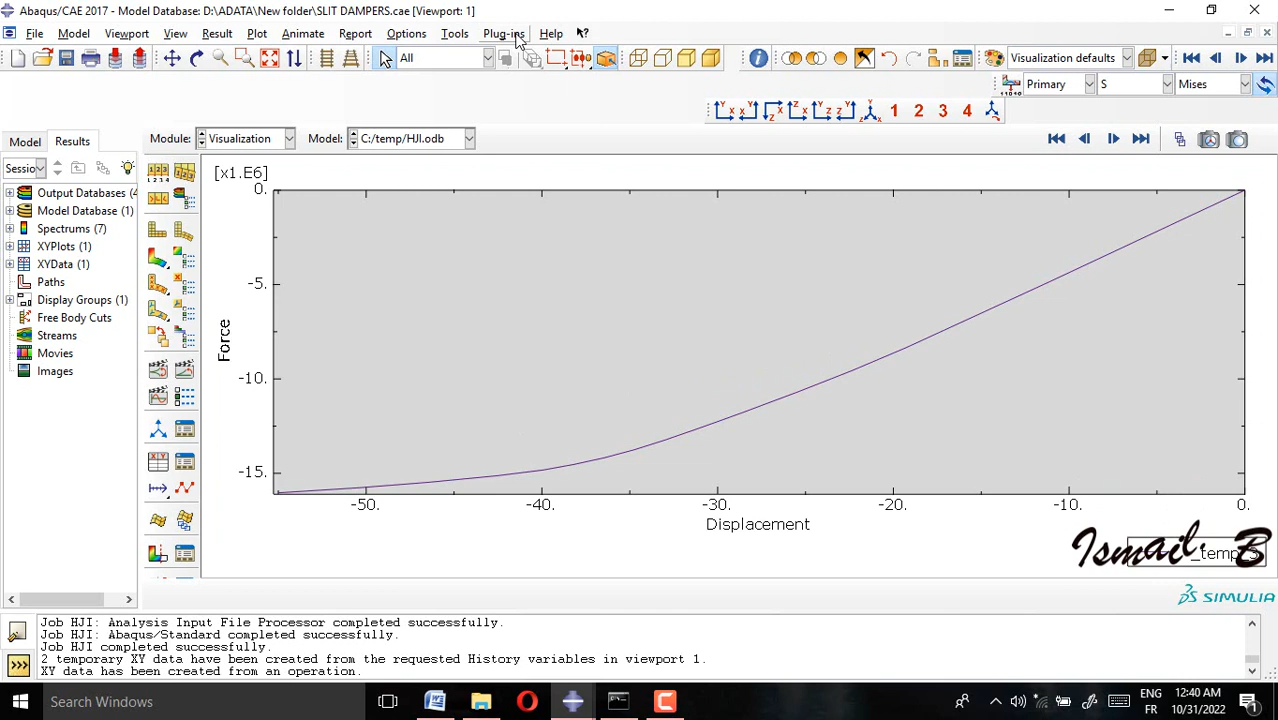 Abaqus/CAE 2017 - Model Database: D:\ADATA\New folder\SLIT DAMPERS.cae [Viewport: 1]
File Model Viewport View Result Plot Animate Report Options Tools Plug-ins Help
All Visualization defaults
Primary S Mises
1 2 3 4
Model Results Module: Visualization Model: C:/temp/HJI.odb
Sessio
Output Databases (4
Model Database (1)
Spectrums (7)
XYPlots (1)
XYData (1)
Paths
Display Groups (1)
Free Body Cuts
Streams
Movies
Images
[x1.E6]
0.
-5.
-10.
-15.
Force
-50. -40. -30. -20. -10. 0.
Displacement
Ismail. B
SIMULIA
Job HJI: Analysis Input File Processor completed successfully.
Job HJI: Abaqus/Standard completed successfully.
Job HJI completed successfully.
2 temporary XY data have been created from the requested History variables in viewport 1.
XY data has been created from an operation.
Search Windows
ENG 12:40 AM
FR 10/31/2022